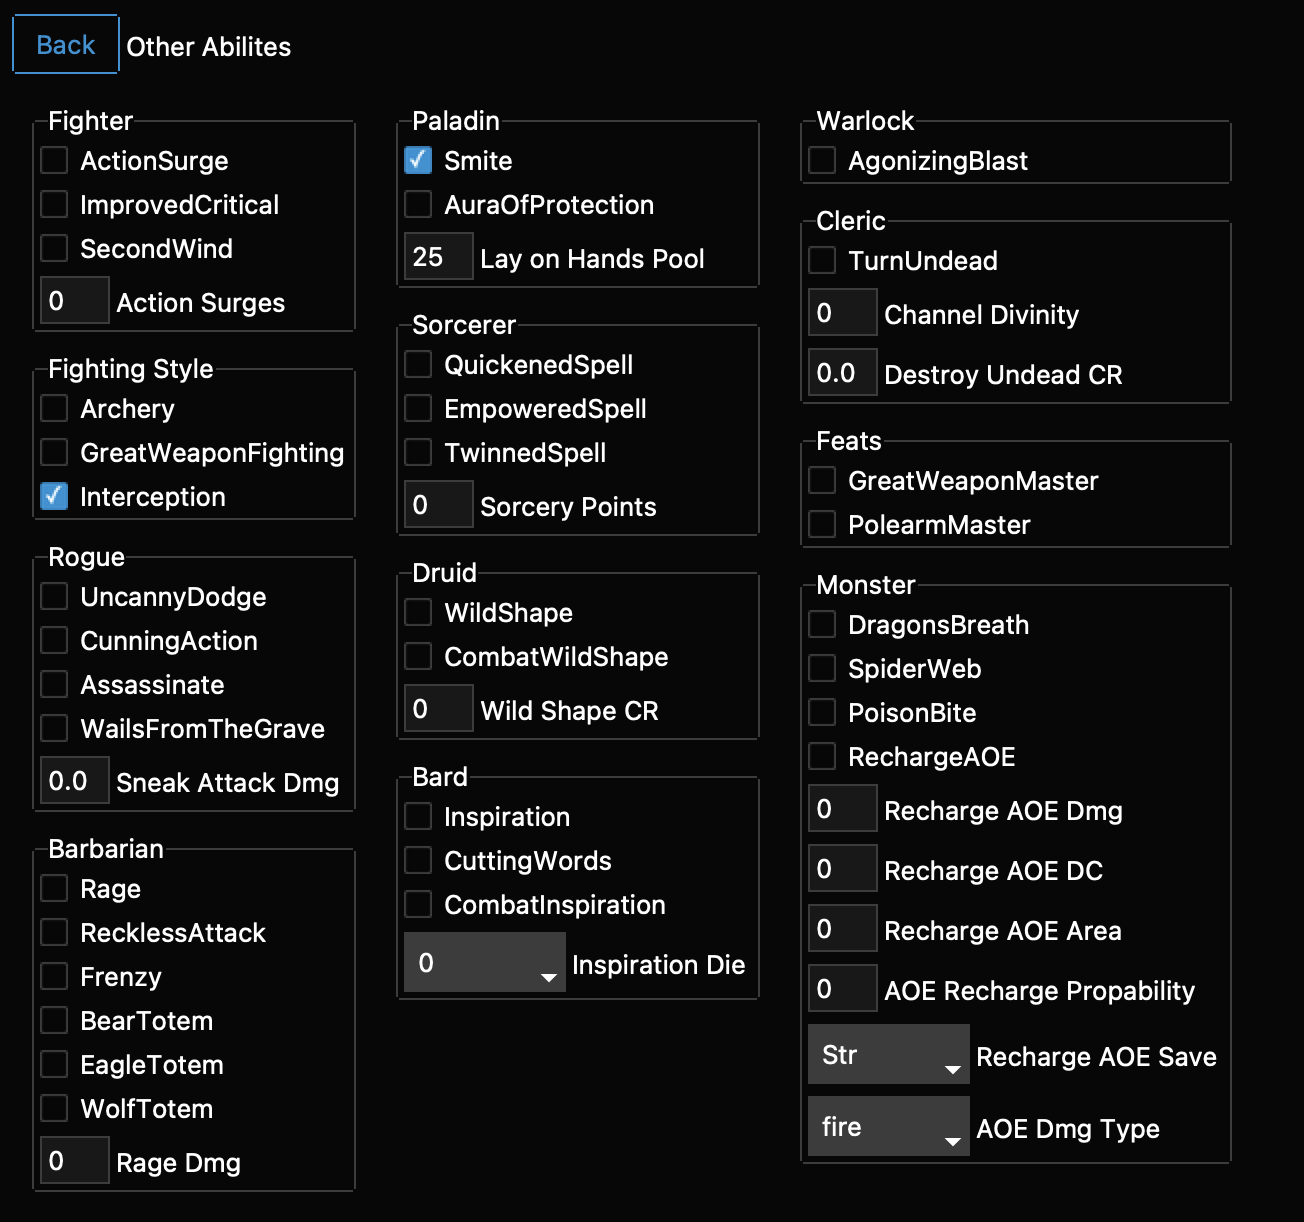 Back Other Abilites
Fighter
ActionSurge
ImprovedCritical
SecondWind
0 Action Surges
Fighting Style
Archery
GreatWeaponFighting
Interception
Rogue
UncannyDodge
CunningAction
Assassinate
WailsFromTheGrave
0.0 Sneak Attack Dmg
Barbarian
Rage
RecklessAttack
Frenzy
BearTotem
EagleTotem
WolfTotem
0 Rage Dmg
Paladin
Smite
AuraOfProtection
25 Lay on Hands Pool
Sorcerer
QuickenedSpell
EmpoweredSpell
TwinnedSpell
0 Sorcery Points
Druid
WildShape
CombatWildShape
0 Wild Shape CR
Bard
Inspiration
CuttingWords
CombatInspiration
0 Inspiration Die
Warlock
AgonizingBlast
Cleric
TurnUndead
0 Channel Divinity
0.0 Destroy Undead CR
Feats
GreatWeaponMaster
PolearmMaster
Monster
DragonsBreath
SpiderWeb
PoisonBite
RechargeAOE
0 Recharge AOE Dmg
0 Recharge AOE DC
0 Recharge AOE Area
0 AOE Recharge Propability
Str Recharge AOE Save
fire AOE Dmg Type